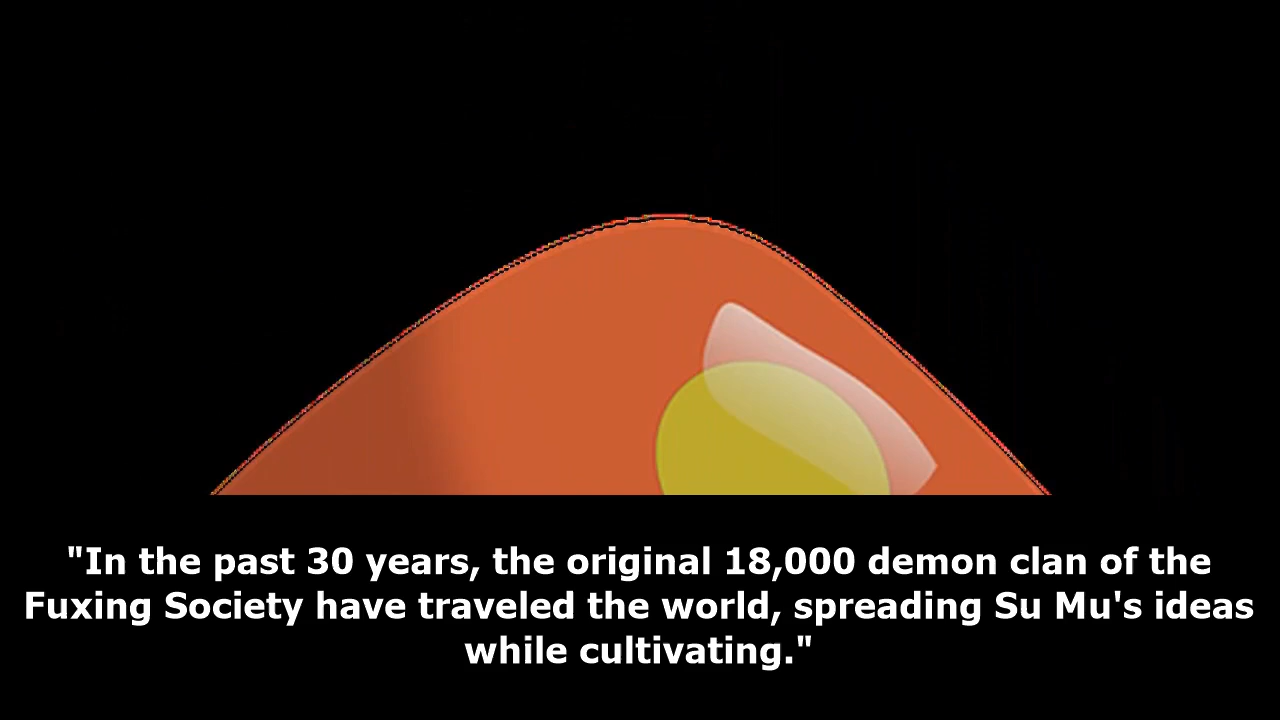 "In the past 30 years, the original 18,000 demon clan of the
Fuxing Society have traveled the world, spreading Su Mu's ideas
while cultivating."